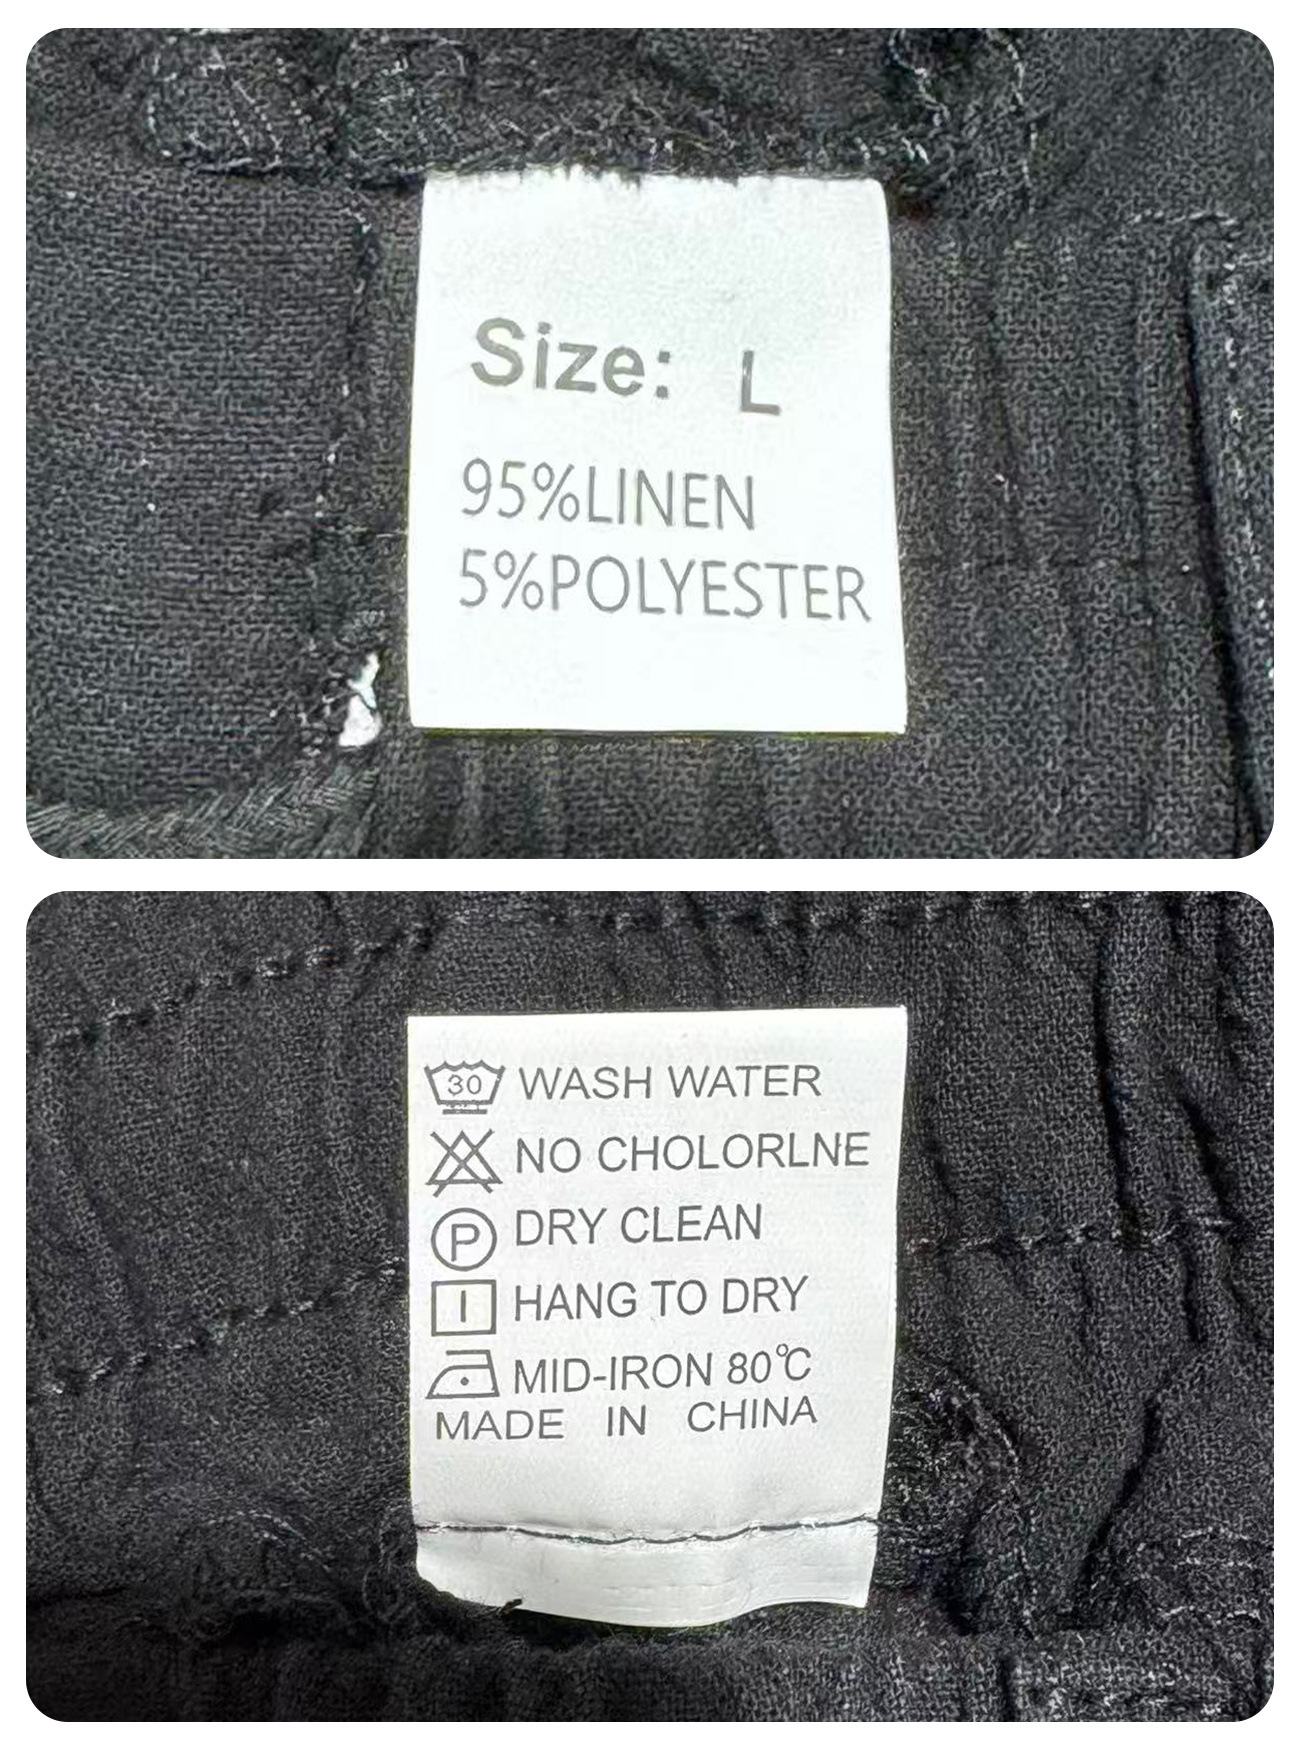 Size: L
95%LINEN
5%POLYESTER
30 WASH WATER
NO CHOLORLNE
P DRY CLEAN
HANG TO DRY
MID-IRON 80℃
MADE IN CHINA